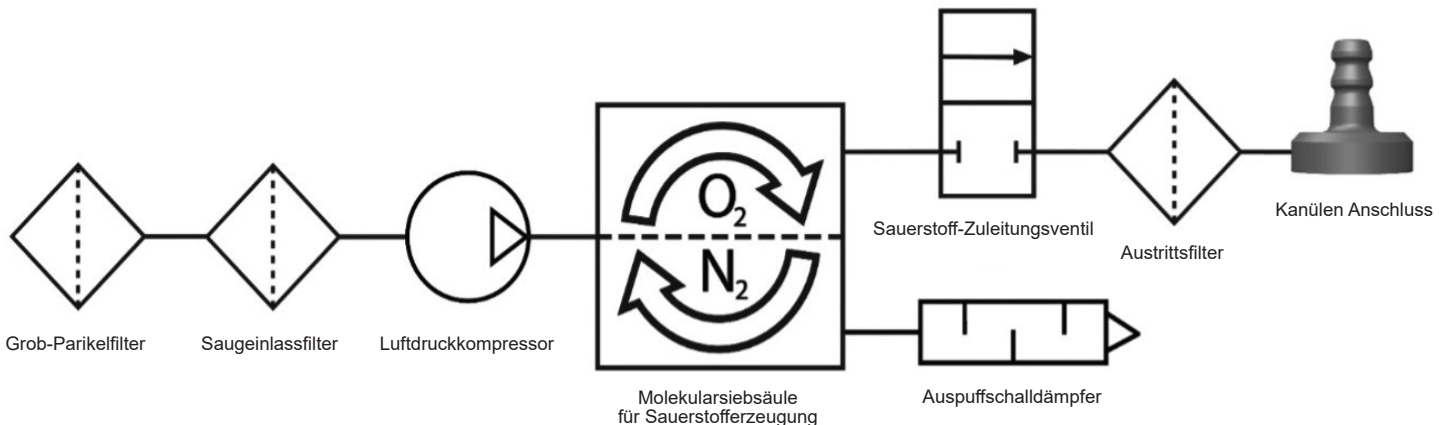 O2
N2
Sauerstoff-Zuleitungsventil
Kanülen Anschluss
Austrittsfilter
Grob-Parikelfilter
Saugeinlassfilter
Luftdruckkompressor
Molekularsiebsäule
für Sauerstofferzeugung
Auspuffschalldämpfer